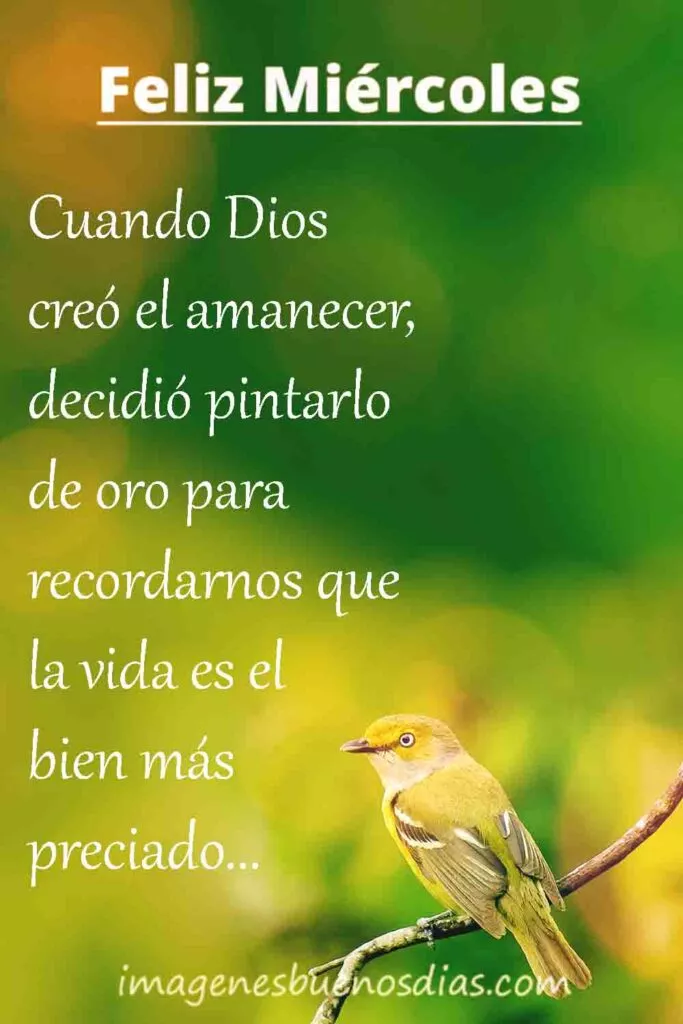 Feliz Miércoles
Cuando Dios
creó el amanecer,
decidió pintarlo
de oro para
recordarnos que
la vida es el
bien más
preciado...
imagenesbuenosdias.com